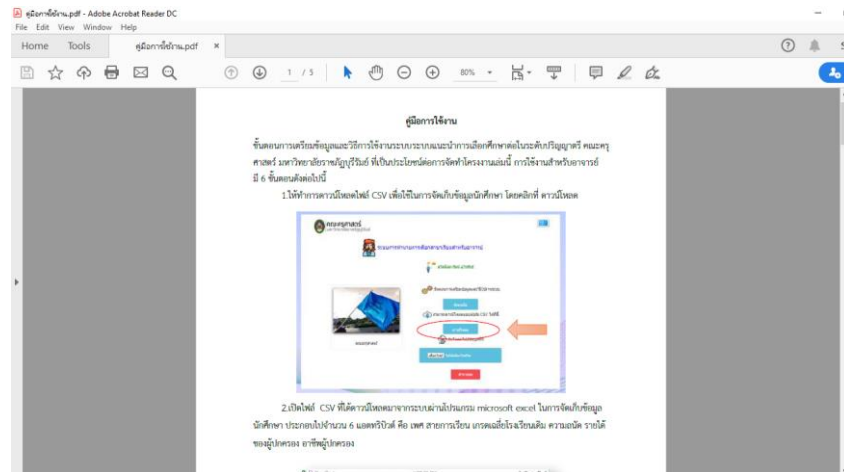 คู่มือการใช้งาน.pdf - Adobe Acrobat Reader DC
File Edit View Window Help
Home Tools คู่มือการใช้งาน.pdf ×
1 / 5 80%
คู่มือการใช้งาน
ขั้นตอนการเตรียมข้อมูลและวิธีการใช้งานระบบระบบแนะนำการเลือกศึกษาต่อในระดับปริญญาตรี คณะครุ
ศาสตร์ มหาวิทยาลัยราชภัฏบุรีรัมย์ ที่เป็นประโยชน์ต่อการจัดทำโครงงานเล่มนี้ การใช้งานสำหรับอาจารย์
มี 6 ขั้นตอนดังต่อไปนี้
1.ให้ทำการดาวน์โหลดไฟล์ CSV เพื่อใช้ในการจัดเก็บข้อมูลนักศึกษา โดยคลิกที่ ดาวน์โหลด
คณะครุศาสตร์
ดาวน์โหลด
คณะครุศาสตร์
2.เปิดไฟล์ CSV ที่ได้ดาวน์โหลดมาจากระบบผ่านโปรแกรม microsoft excel ในการจัดเก็บข้อมูล
นักศึกษา ประกอบไปจำนวน 6 แอตทริบิวต์ คือ เพศ สายการเรียน เกรดเฉลี่ยโรงเรียนเดิม ความถนัด รายได้
ของผู้ปกครอง อาชีพผู้ปกครอง